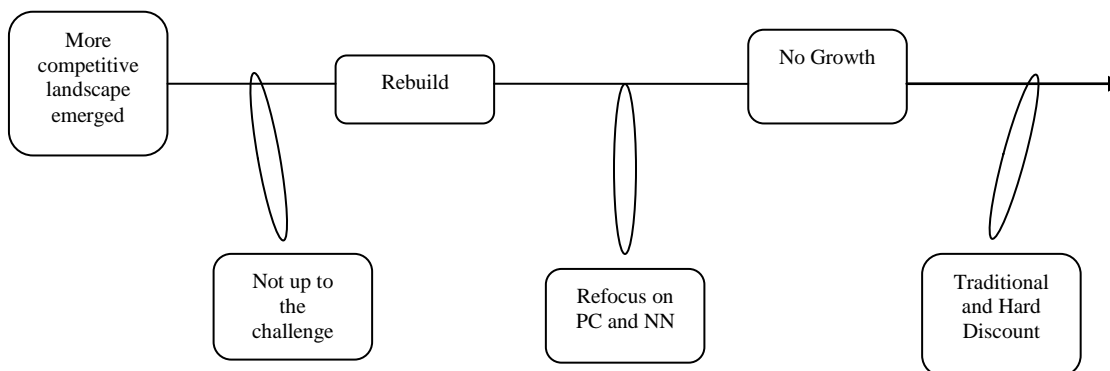 More
competitive
landscape
emerged
Rebuild
No Growth
Not up to
the
challenge
Refocus on
PC and NN
Traditional
and Hard
Discount